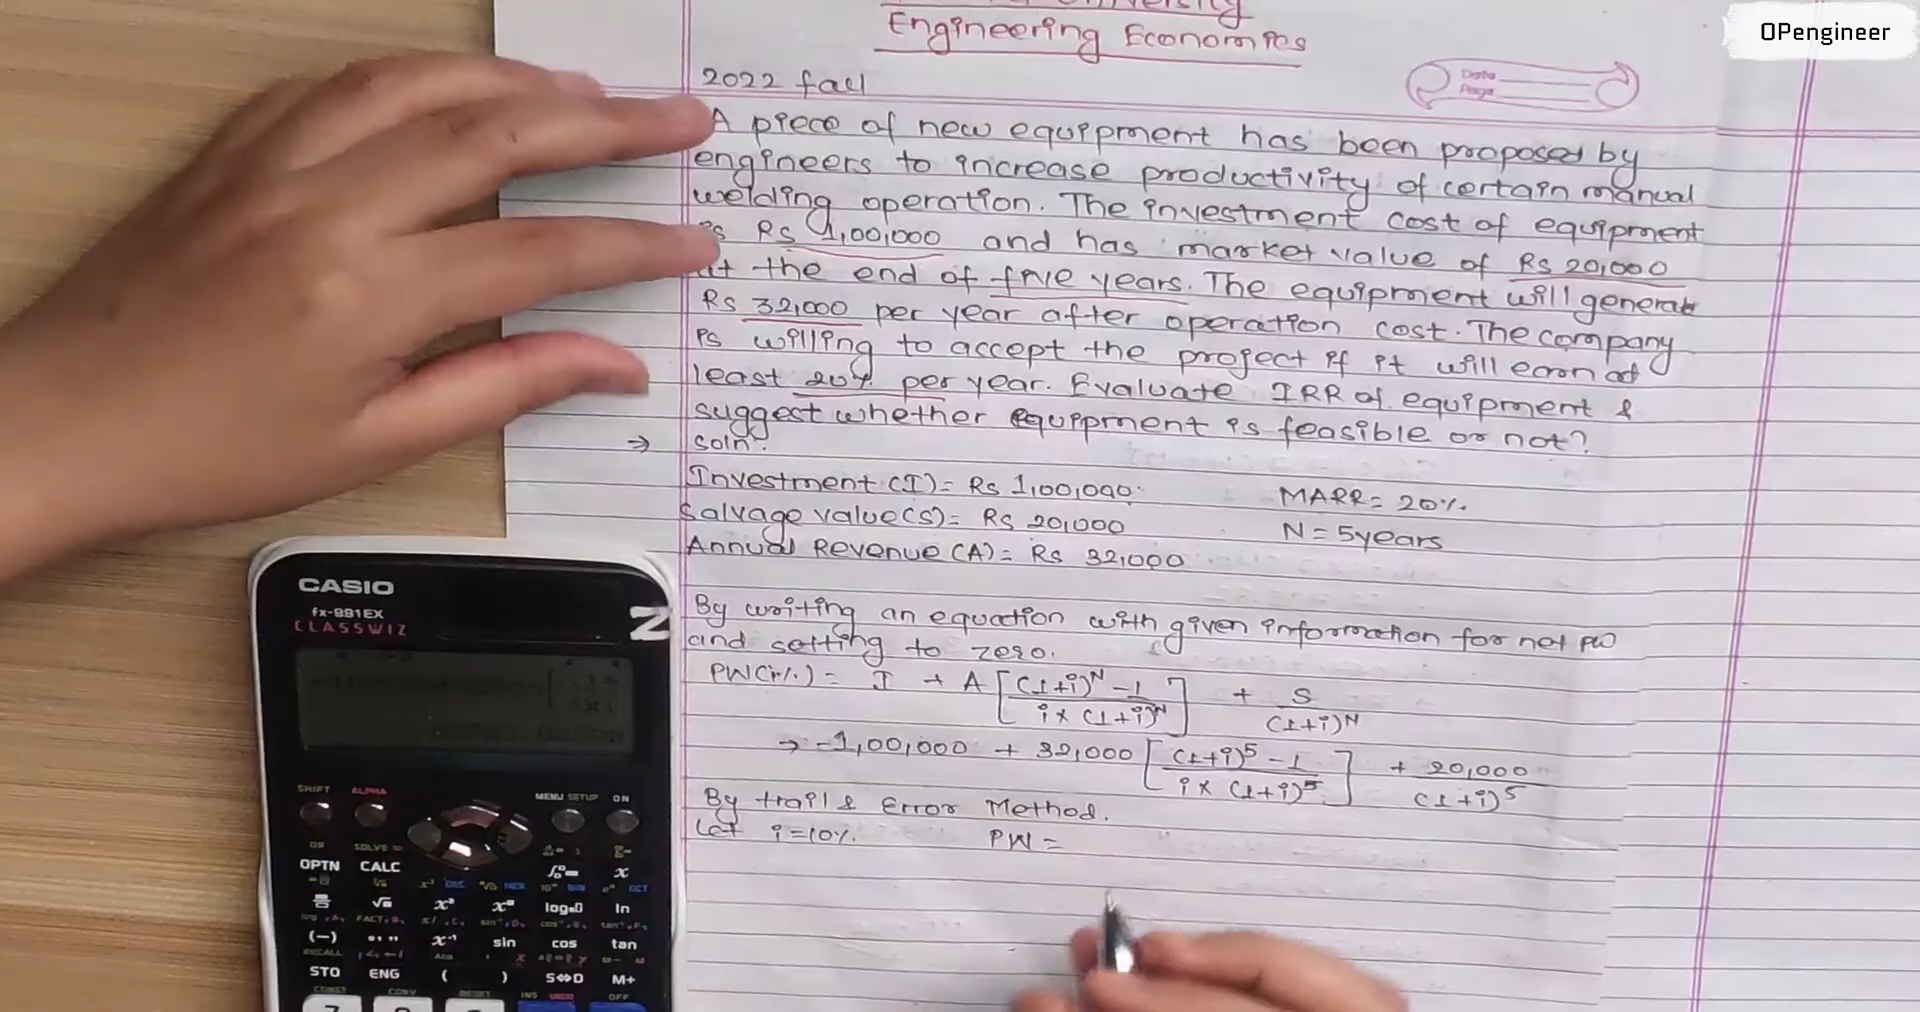 OPengineer
Engineering Economics
2022 fall
Date
Page
A piece of new equipment has been proposed by
engineers to increase productivity of certain manual
welding operation. The investment cost of equipment
is Rs 1,00,000 and has market value of Rs 20,000
at the end of five years. The equipment will generate
Rs 32,000 per year after operation cost. The company
is willing to accept the project if it will earn at
least 20% per year. Evaluate IRR of equipment &
suggest whether equipment is feasible or not?
→ Soln:
Investment (I) = Rs 1,00,000. MARR = 20%.
Salvage value(s) = Rs 20,000 N = 5years
Annual Revenue (A) = Rs 32,000
By writing an equation with given information for net PW
and setting to zero.
PW(i%) = I + A [ (1+i)^N - 1 / i × (1+i)^N ] + S / (1+i)^N
→ -1,00,000 + 32,000 [ (1+i)^5 - 1 / i × (1+i)^5 ] + 20,000 / (1+i)^5
By trail & Error Method.
Let i = 10%. PW =
CASIO
fx-991EX
CLASSWIZ
SHIFT ALPHA MENU SETUP ON
SOLVE
OPTN CALC x
log ln
(-) x⁻¹ sin cos tan
STO ENG ( ) S⇔D M+
OFF